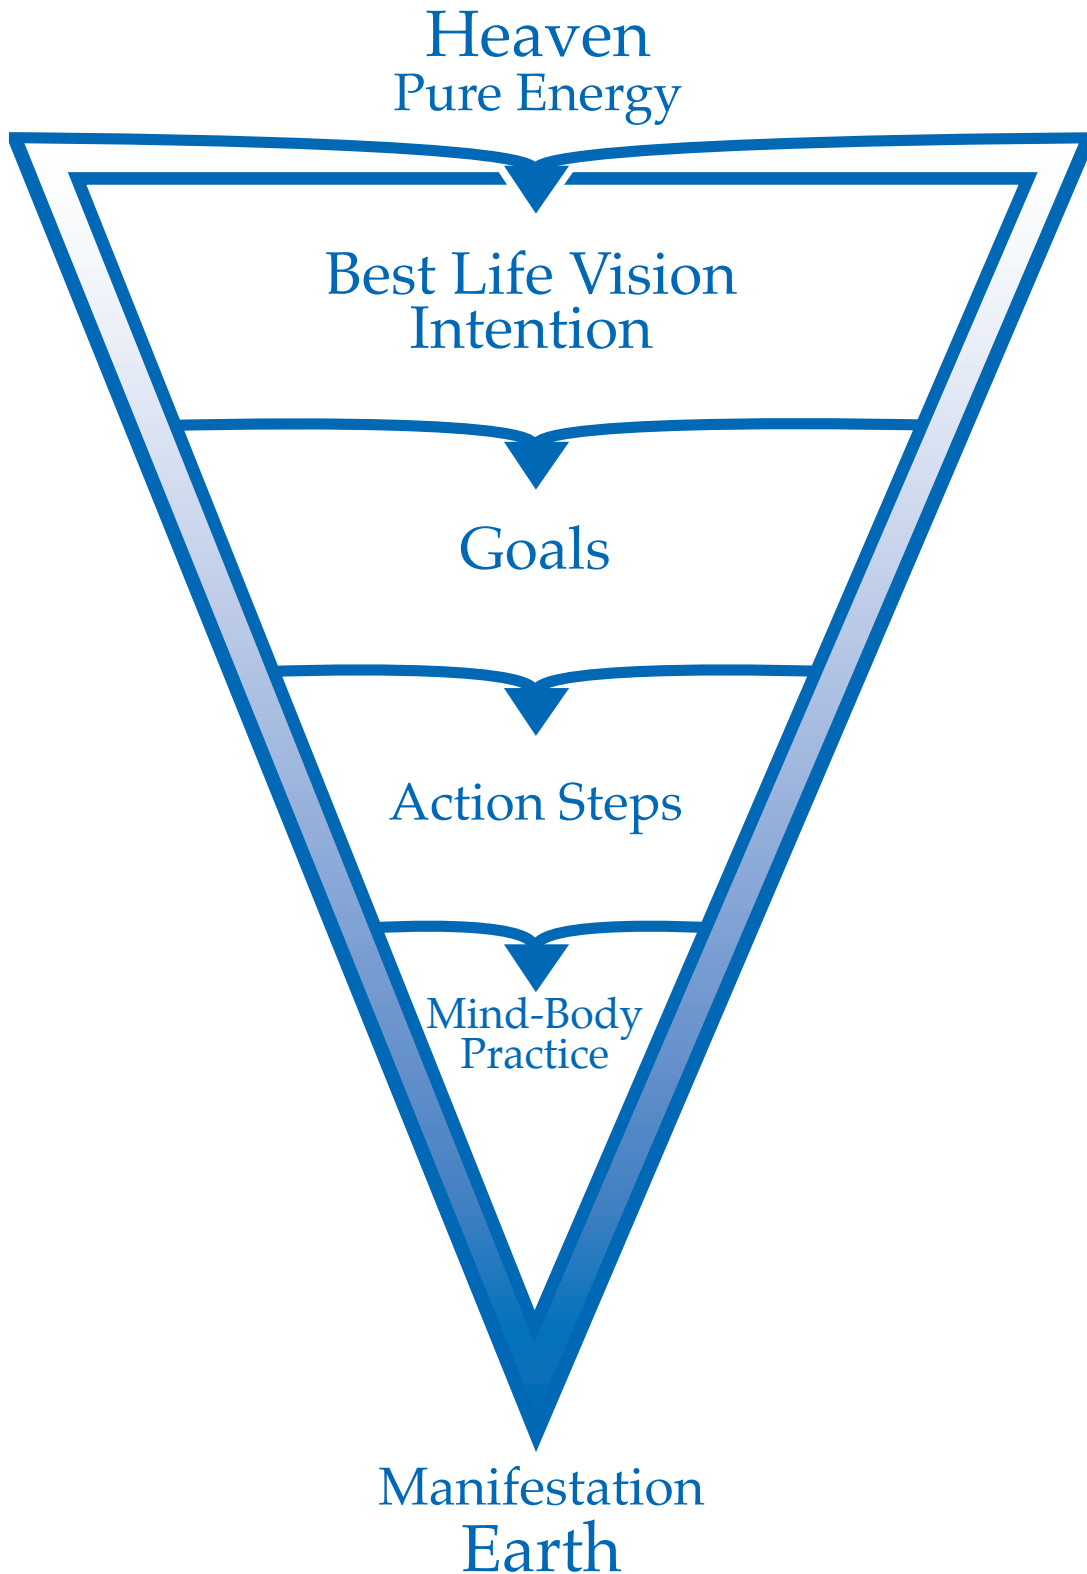 Heaven
Pure Energy
Best Life Vision
Intention
Goals
Action Steps
Mind-Body
Practice
Manifestation
Earth